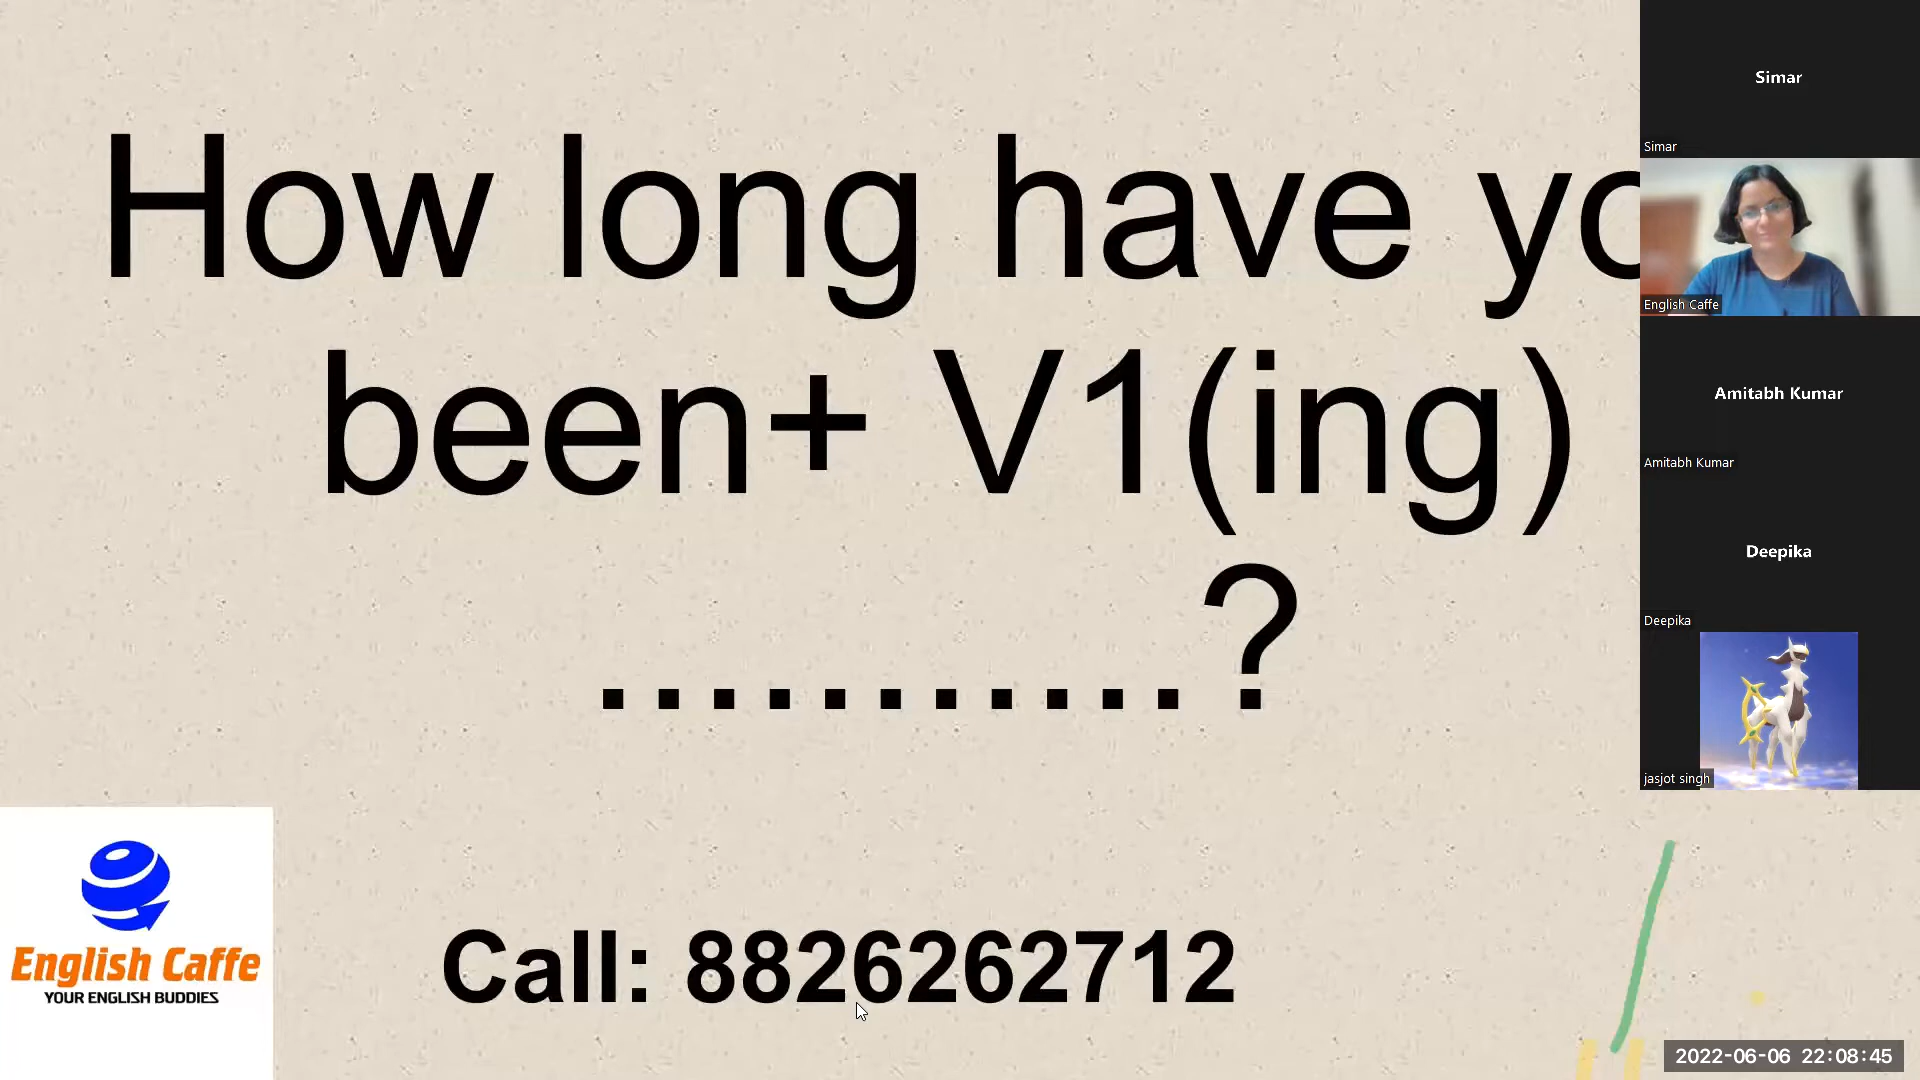 How long have yo
been+ V1(ing)
...........?
Call: 8826262712
English Caffe
YOUR ENGLISH BUDDIES
Simar
Simar
English Caffe
Amitabh Kumar
Amitabh Kumar
Deepika
Deepika
jasjot singh
2022-06-06 22:08:45